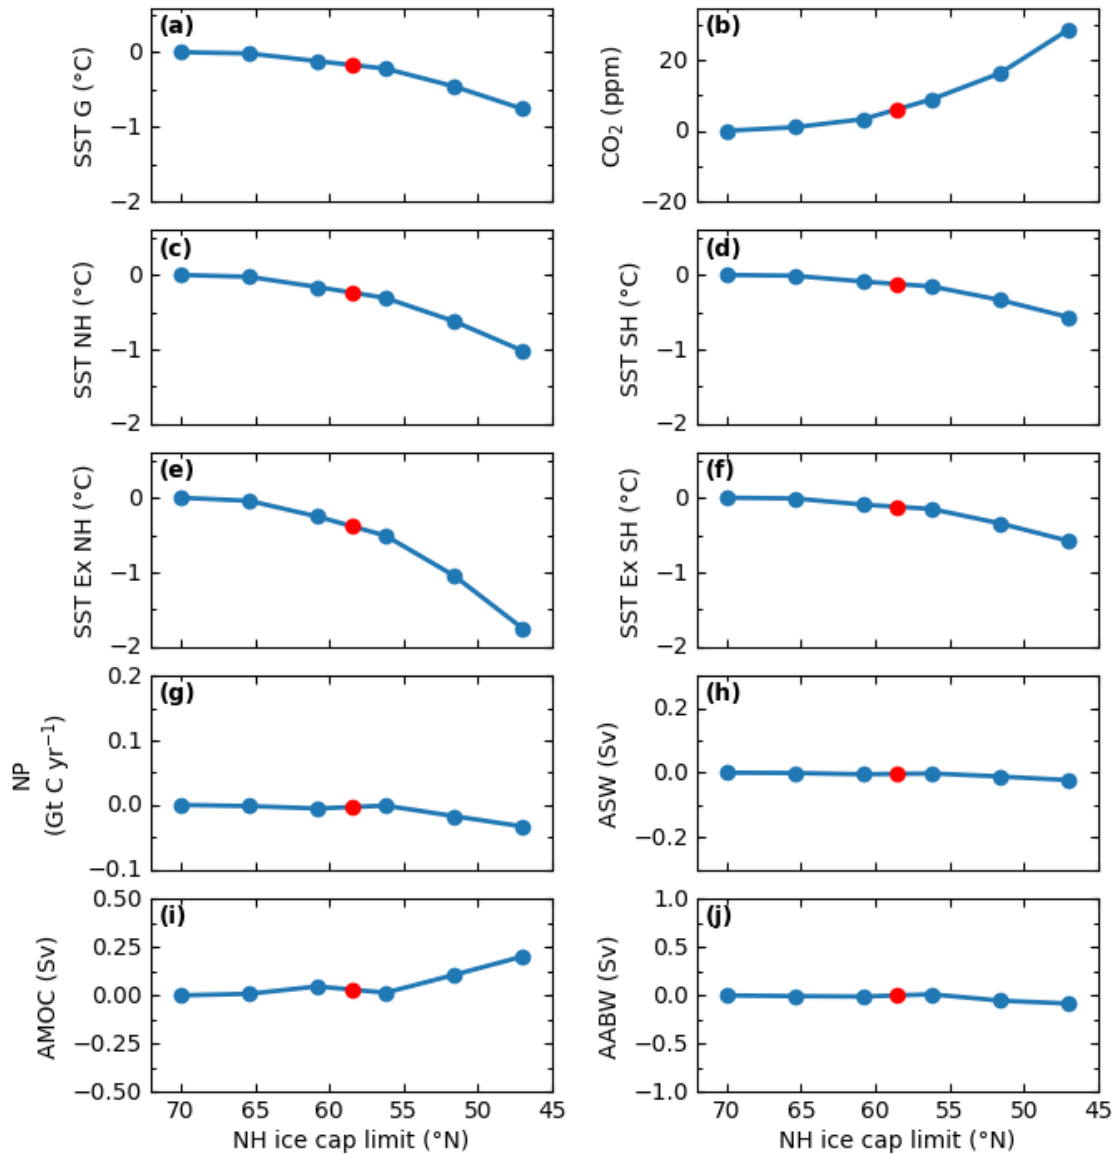 (a)
SST G (°C)
0
−1
−2
(b)
CO₂ (ppm)
20
0
−20
(c)
SST NH (°C)
0
−1
−2
(d)
SST SH (°C)
0
−1
−2
(e)
SST Ex NH (°C)
0
−1
−2
(f)
SST Ex SH (°C)
0
−1
−2
(g)
NP
(Gt C yr⁻¹)
0.2
0.1
0.0
−0.1
(h)
ASW (Sv)
0.2
0.0
−0.2
(i)
AMOC (Sv)
0.50
0.25
0.00
−0.25
−0.50
70 65 60 55 50 45
NH ice cap limit (°N)
(j)
AABW (Sv)
1.0
0.5
0.0
−0.5
−1.0
70 65 60 55 50 45
NH ice cap limit (°N)